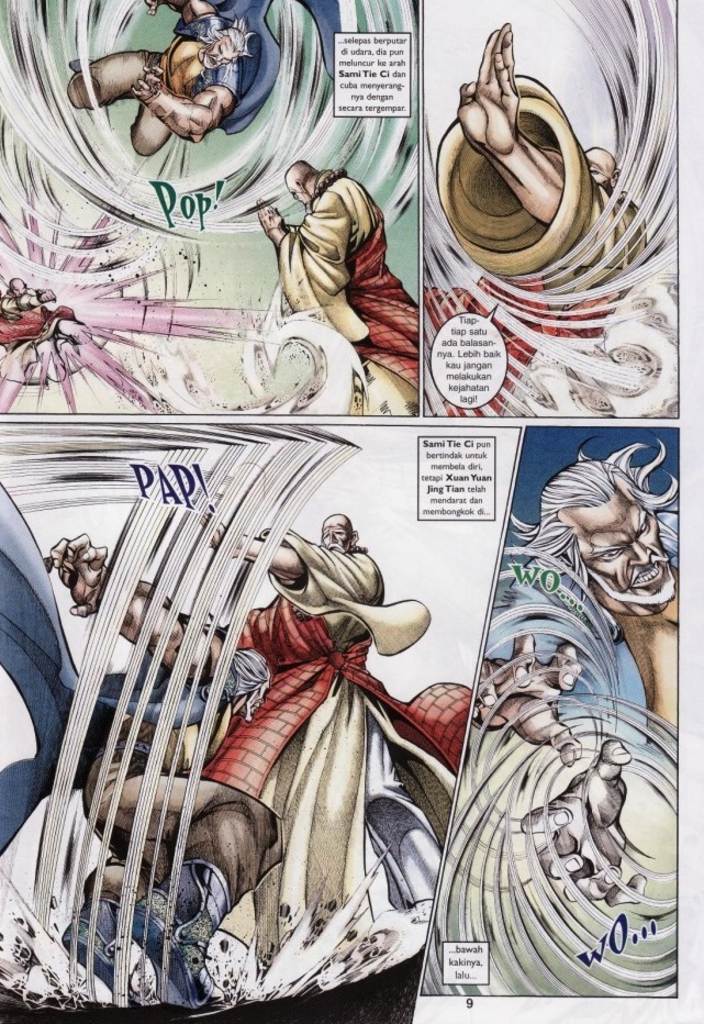 ...selepas berputar
di udara, dia pun
meluncur ke arah
Sami Tie Ci dan
cuba menyerang-
nya dengan
secara tergempar.
Pop!
Tiap-
tiap satu
ada balasan-
nya. Lebih baik
kau jangan
melakukan
kejahatan
lagi!
PAP!
Sami Tie Ci pun
bertindak untuk
membela diri,
tetapi Xuan Yuan
Jing Tian telah
mendarat dan
membongkok di...
WO...
WO...
...bawah
kakinya,
lalu...
9